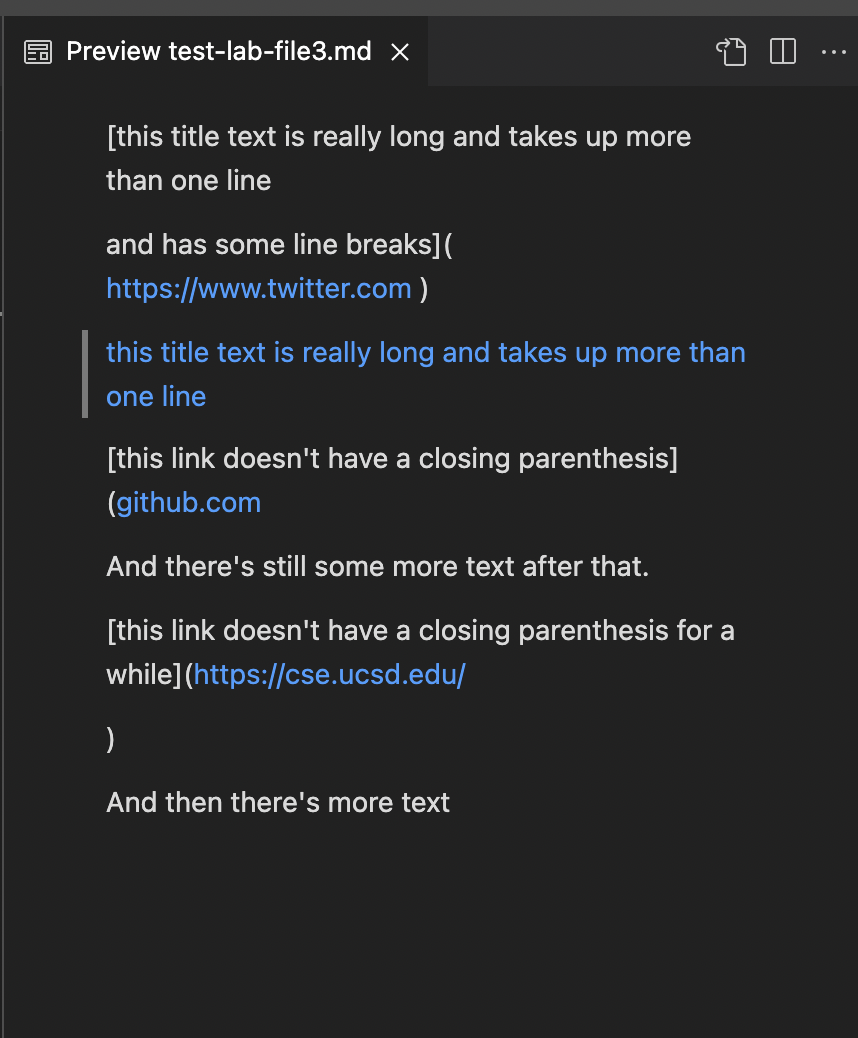 Preview test-lab-file3.md
[this title text is really long and takes up more
than one line
and has some line breaks](
https://www.twitter.com )
this title text is really long and takes up more than
one line
[this link doesn't have a closing parenthesis]
(github.com
And there's still some more text after that.
[this link doesn't have a closing parenthesis for a
while](https://cse.ucsd.edu/
)
And then there's more text